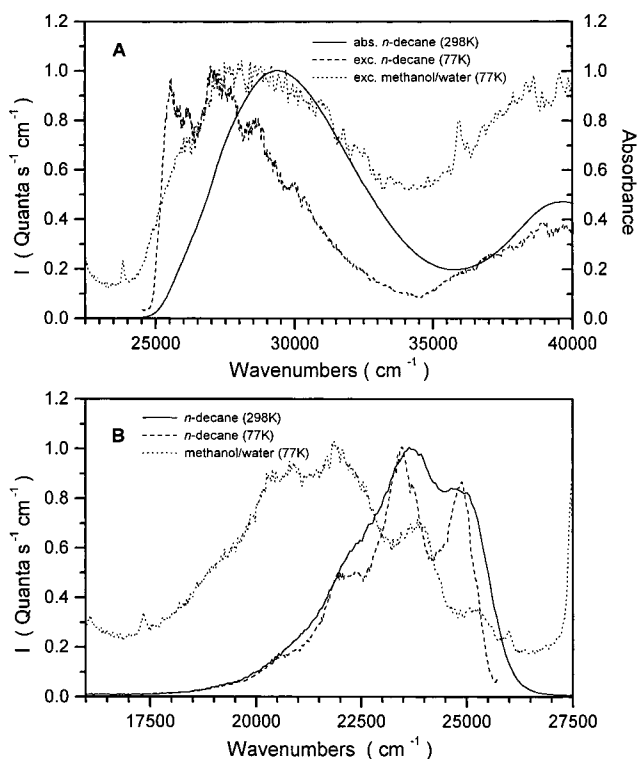 A
abs. n-decane (298K)
exc. n-decane (77K)
exc. methanol/water (77K)
I ( Quanta s⁻¹ cm⁻¹ )
1.2
1.0
0.8
0.6
0.4
0.2
0.0
1.2
1.0
0.8
0.6
0.4
0.2
0.0
Absorbance
25000 30000 35000 40000
Wavenumbers ( cm⁻¹ )
B
n-decane (298K)
n-decane (77K)
methanol/water (77K)
I ( Quanta s⁻¹ cm⁻¹ )
1.2
1.0
0.8
0.6
0.4
0.2
0.0
17500 20000 22500 25000 27500
Wavenumbers ( cm⁻¹ )